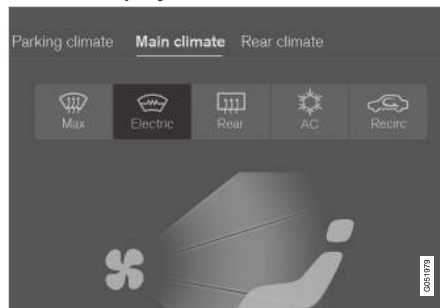 Parking climate Main climate Rear climate
Max Electric Rear AC Recirc
G051979